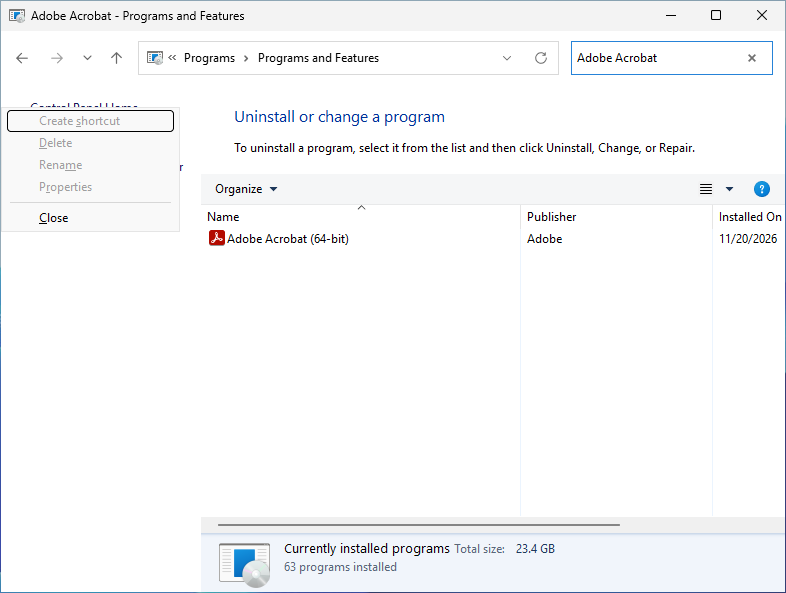 Adobe Acrobat - Programs and Features
« Programs › Programs and Features
Adobe Acrobat
Control Panel Home
Create shortcut
Delete
Rename
Properties
Close
Uninstall or change a program
To uninstall a program, select it from the list and then click Uninstall, Change, or Repair.
Organize
?
Name Publisher Installed On
Adobe Acrobat (64-bit) Adobe 11/20/2026
Currently installed programs Total size: 23.4 GB
63 programs installed